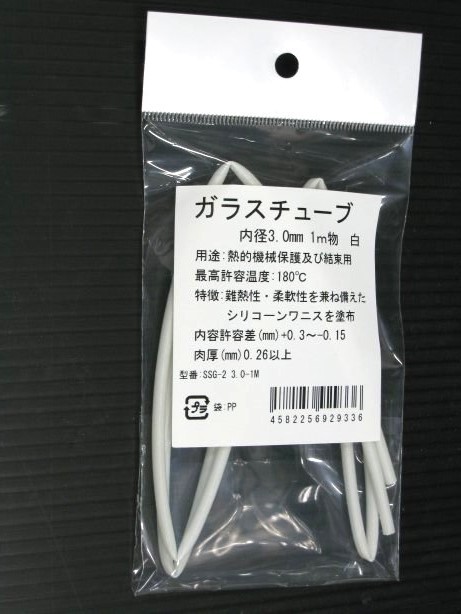 ガラスチューブ
内径3.0mm 1m物 白
用途:熱的機械保護及び結束用
最高許容温度:180℃
特徴:難熱性・柔軟性を兼ね備えた
シリコーンワニスを塗布
内容許容差(mm)+0.3～-0.15
肉厚(mm)0.26以上
型番:SSG-2 3.0-1M
プラ 袋:PP
4582256929336